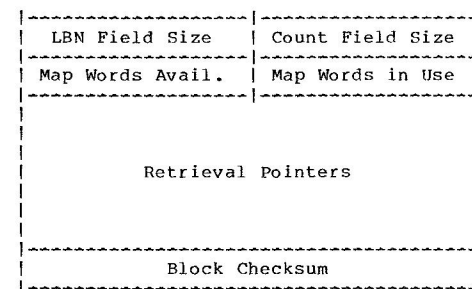 LBN Field Size | Count Field Size
Map Words Avail. | Map Words in Use
Retrieval Pointers
Block Checksum